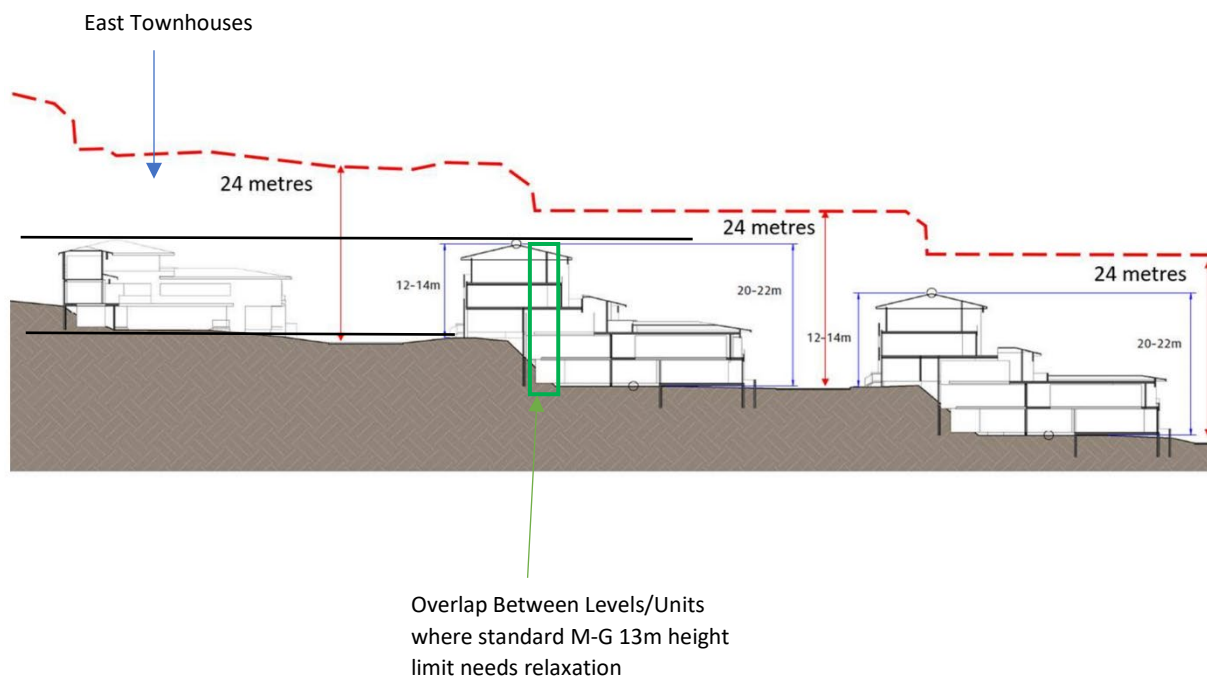 East Townhouses
24 metres
24 metres
24 metres
12-14m
20-22m
12-14m
20-22m
Overlap Between Levels/Units
where standard M-G 13m height
limit needs relaxation